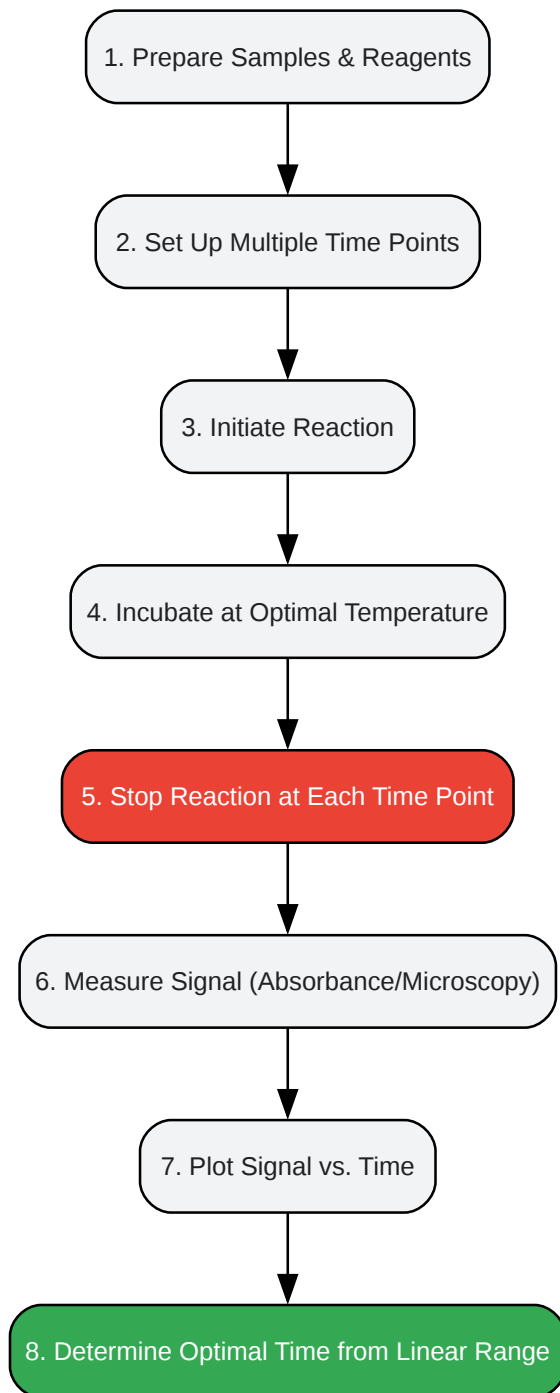 1. Prepare Samples & Reagents
2. Set Up Multiple Time Points
3. Initiate Reaction
4. Incubate at Optimal Temperature
5. Stop Reaction at Each Time Point
6. Measure Signal (Absorbance/Microscopy)
7. Plot Signal vs. Time
8. Determine Optimal Time from Linear Range